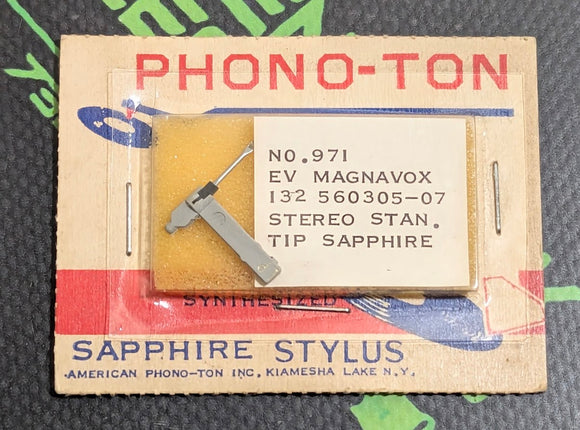 PHONO-TON
NO.971
EV MAGNAVOX
132 560305-07
STEREO STAN.
TIP SAPPHIRE
SYNTHESIZED
SAPPHIRE STYLUS
AMERICAN PHONO-TON INC. KIAMESHA LAKE N.Y.